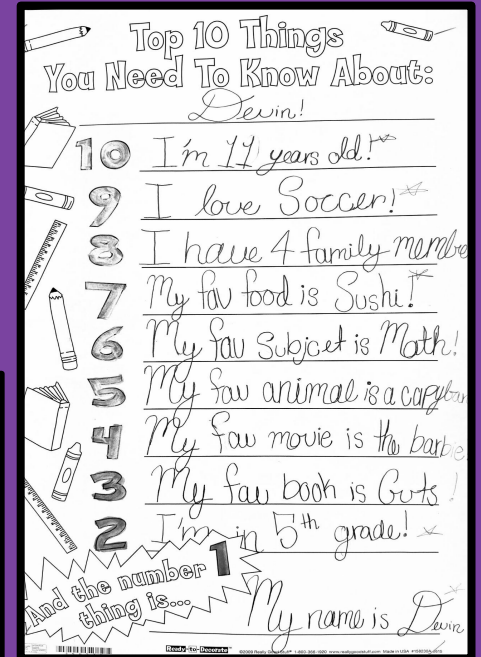 Top 10 Things
You Need To Know About:
Devin!
10 I'm 11 years old!
9 I love Soccer!
8 I have 4 family membe
7 My fav food is Sushi!
6 My fav Subjcet is Math!
5 My fav animal is a capybar
4 My fav movie is the barbie
3 My fav book is Guts!
2 I'm in 5th grade!
And the number 1
thing is...
My name is Devin
Ready-to-Decorate